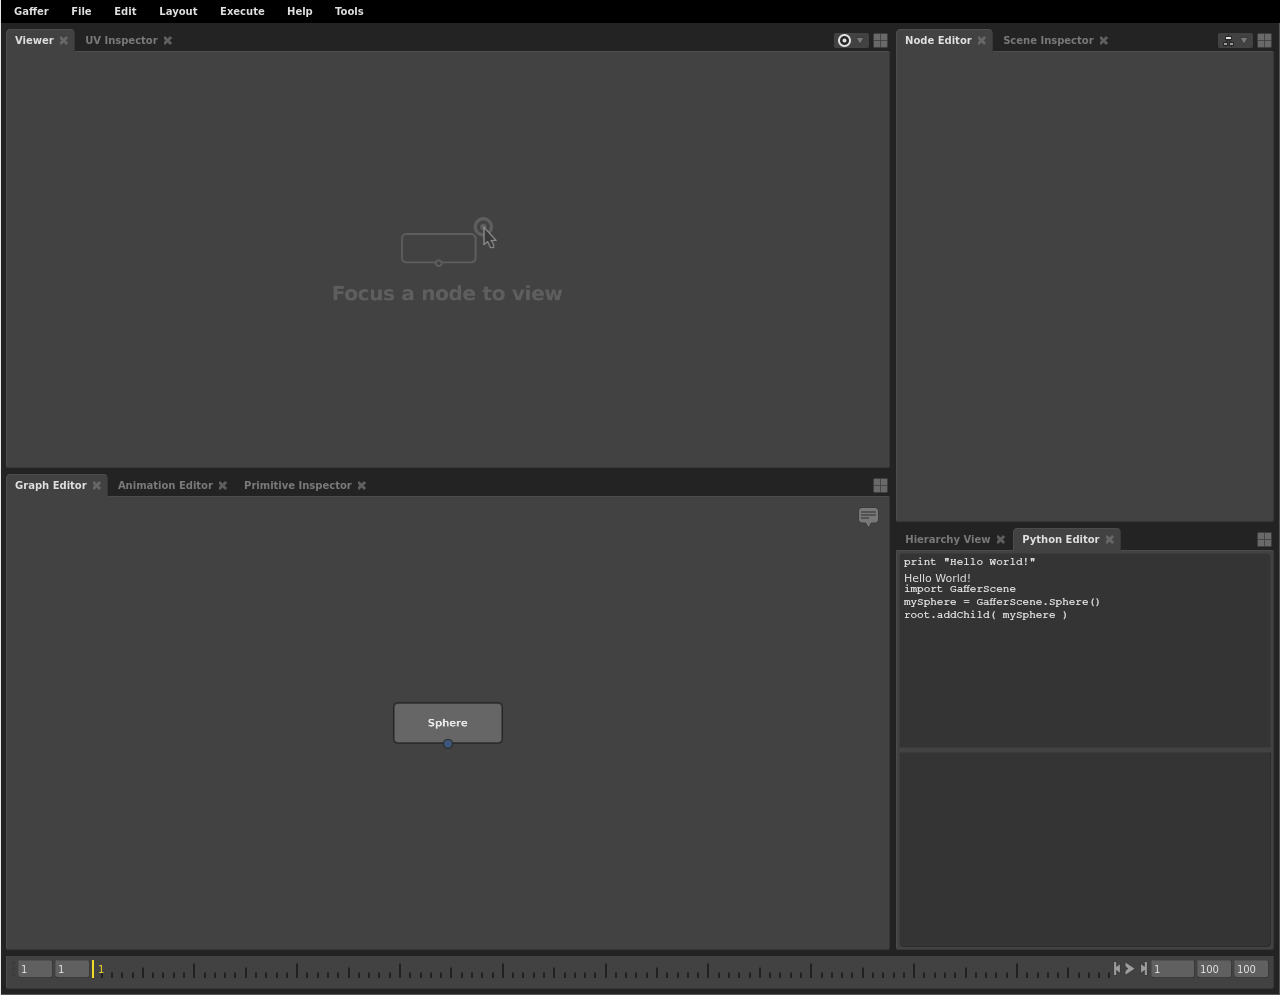 Gaffer File Edit Layout Execute Help Tools
Viewer UV Inspector
Node Editor Scene Inspector
Focus a node to view
Graph Editor Animation Editor Primitive Inspector
Sphere
Hierarchy View Python Editor
print "Hello World!"
Hello World!
import GafferScene
mySphere = GafferScene.Sphere()
root.addChild( mySphere )
1 1 1 1 100 100